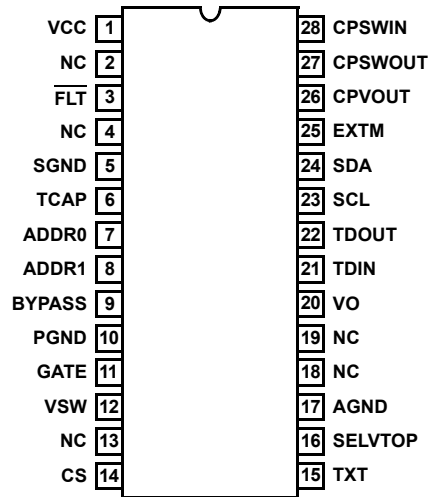 VCC 1 28 CPSWIN
NC 2 27 CPSWOUT
FLT 3 26 CPVOUT
NC 4 25 EXTM
SGND 5 24 SDA
TCAP 6 23 SCL
ADDR0 7 22 TDOUT
ADDR1 8 21 TDIN
BYPASS 9 20 VO
PGND 10 19 NC
GATE 11 18 NC
VSW 12 17 AGND
NC 13 16 SELVTOP
CS 14 15 TXT